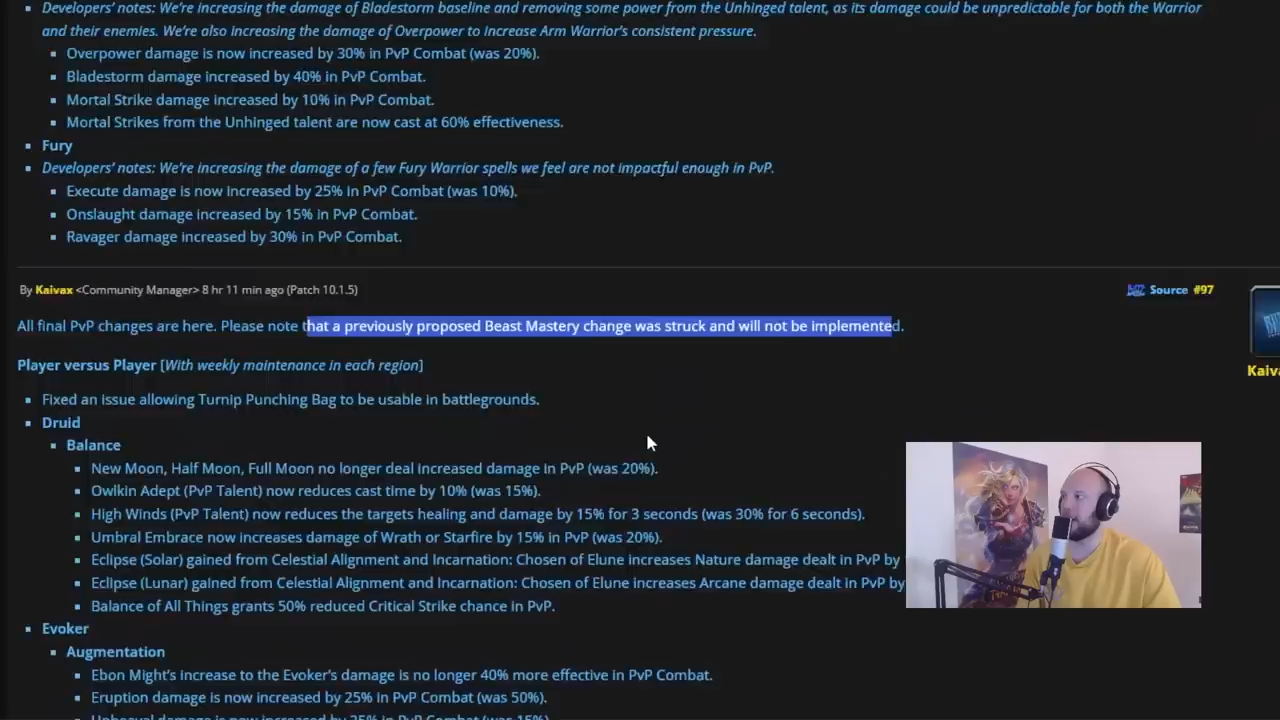 Developers' notes: We're increasing the damage of Bladestorm baseline and removing some power from the Unhinged talent, as its damage could be unpredictable for both the Warrior
and their enemies. We're also increasing the damage of Overpower to increase Arm Warrior's consistent pressure.
Overpower damage is now increased by 30% in PvP Combat (was 20%).
Bladestorm damage increased by 40% in PvP Combat.
Mortal Strike damage increased by 10% in PvP Combat.
Mortal Strikes from the Unhinged talent are now cast at 60% effectiveness.
Fury
Developers' notes: We're increasing the damage of a few Fury Warrior spells we feel are not impactful enough in PvP.
Execute damage is now increased by 25% in PvP Combat (was 10%).
Onslaught damage increased by 15% in PvP Combat.
Ravager damage increased by 30% in PvP Combat.
By Kaivax <Community Manager> 8 hr 11 min ago (Patch 10.1.5) Source #97
All final PvP changes are here. Please note that a previously proposed Beast Mastery change was struck and will not be implemented.
Kaiva
Player versus Player [With weekly maintenance in each region]
Fixed an issue allowing Turnip Punching Bag to be usable in battlegrounds.
Druid
Balance
New Moon, Half Moon, Full Moon no longer deal increased damage in PvP (was 20%).
Owlkin Adept (PvP Talent) now reduces cast time by 10% (was 15%).
High Winds (PvP Talent) now reduces the targets healing and damage by 15% for 3 seconds (was 30% for 6 seconds).
Umbral Embrace now increases damage of Wrath or Starfire by 15% in PvP (was 20%).
Eclipse (Solar) gained from Celestial Alignment and Incarnation: Chosen of Elune increases Nature damage dealt in PvP by
Eclipse (Lunar) gained from Celestial Alignment and Incarnation: Chosen of Elune increases Arcane damage dealt in PvP by
Balance of All Things grants 50% reduced Critical Strike chance in PvP.
Evoker
Augmentation
Ebon Might's increase to the Evoker's damage is no longer 40% more effective in PvP Combat.
Eruption damage is now increased by 25% in PvP Combat (was 50%).
Upheaval damage is now increased by 25% in PvP Combat (was 15%).